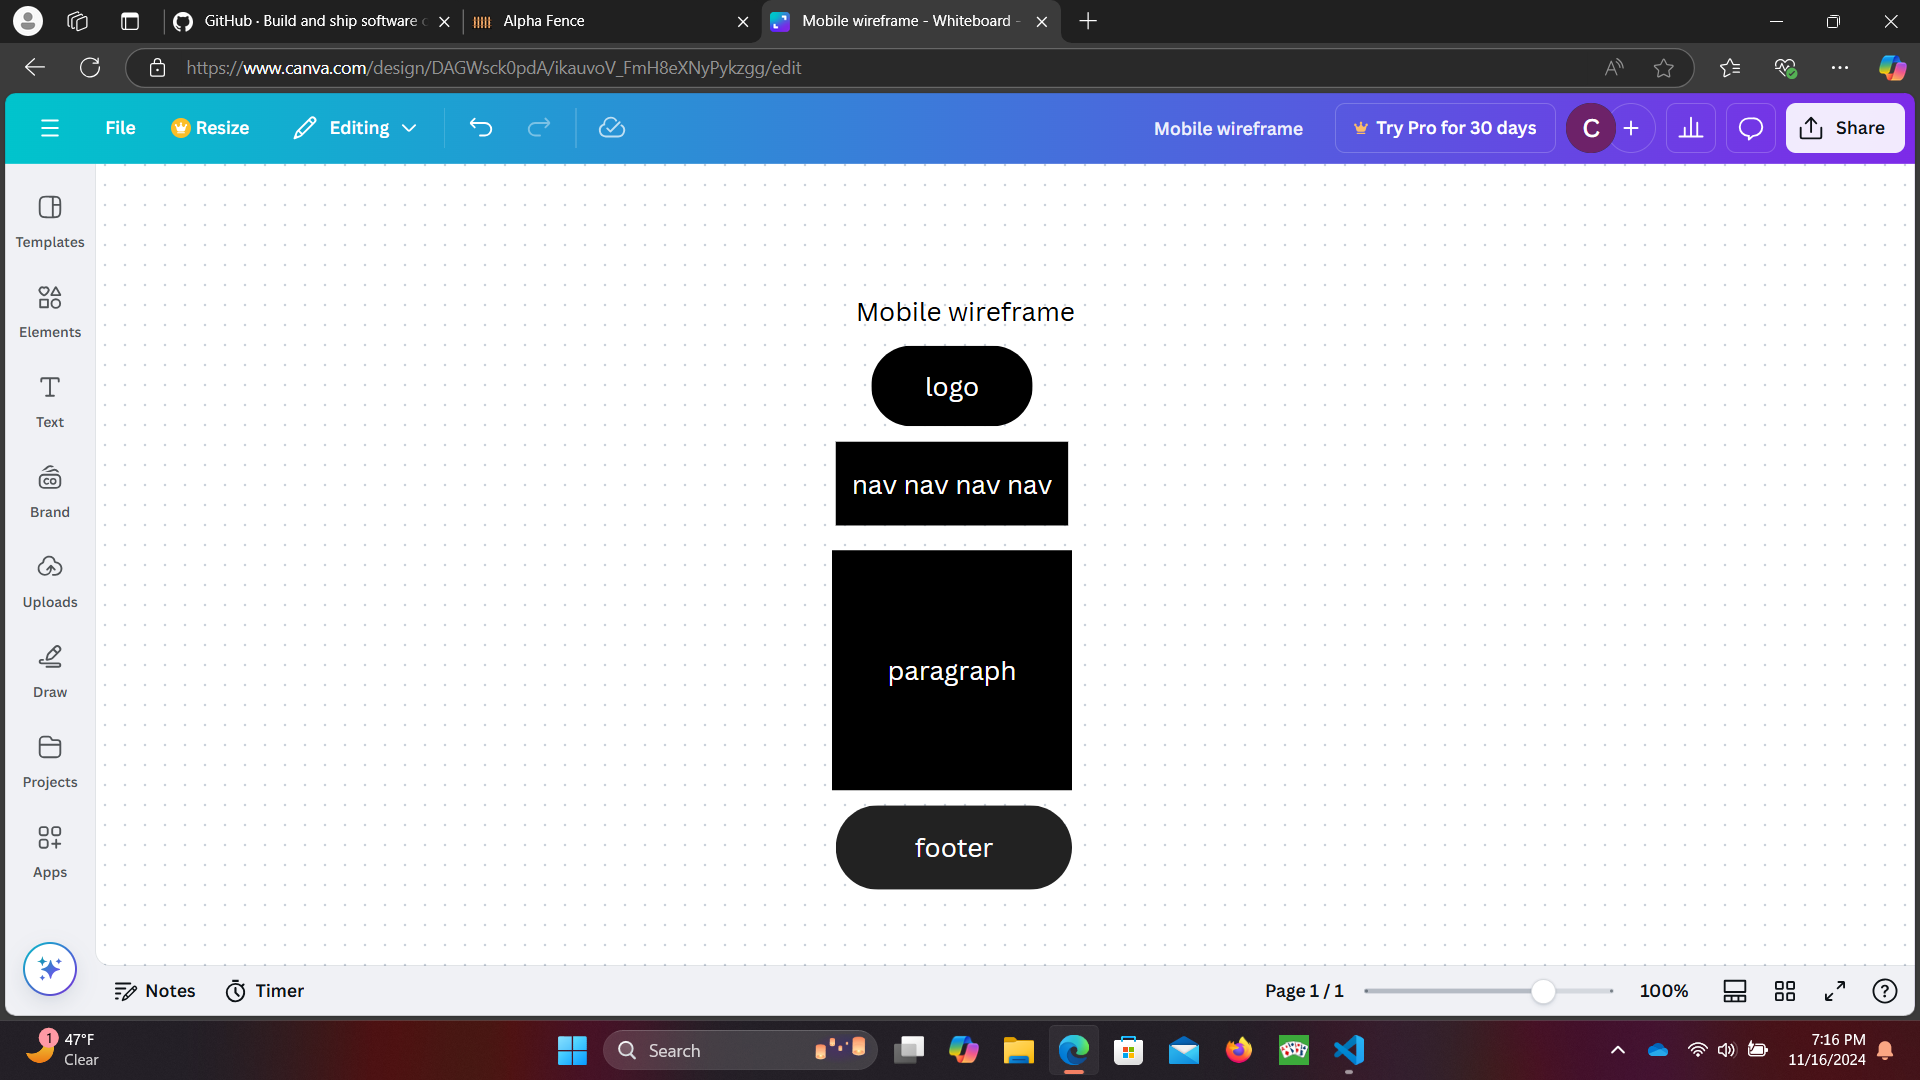 GitHub · Build and ship software
Alpha Fence
Mobile wireframe - Whiteboard -
https://www.canva.com/design/DAGWsck0pdA/ikauvoV_FmH8eXNyPykzgg/edit
File
Resize
Editing
Mobile wireframe
Try Pro for 30 days
C
Share
Templates
Elements
Text
CO
Brand
Uploads
Draw
Projects
Apps
Mobile wireframe
logo
nav nav nav nav
paragraph
footer
Notes
Timer
Page 1 / 1
100%
1
47°F
Clear
Search
7:16 PM
11/16/2024